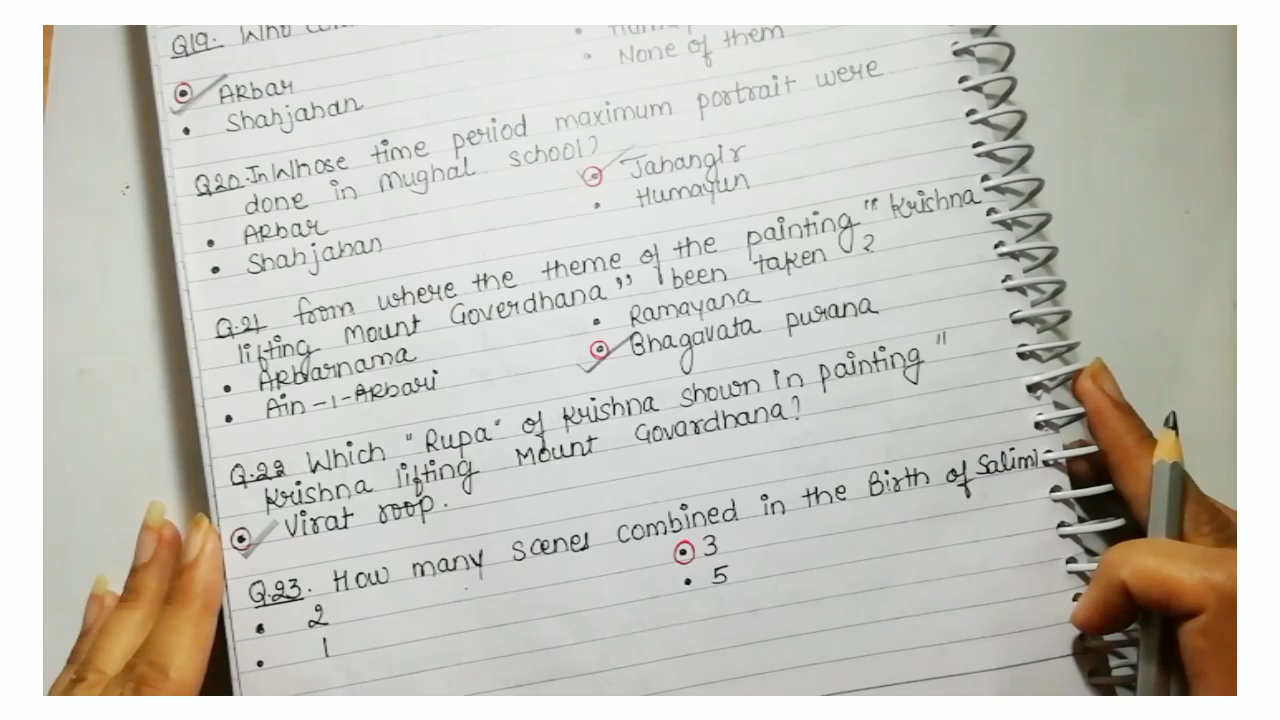 Q19. Who
None of them
• Akbar
• Shahjahan
Q20. In Whose time period maximum portrait were
done in Mughal School?
• Akbar
• Jahangir
• Shahjahan
• Humayun
Q.21 from where the theme of the painting " Krishna
lifting Mount Goverdhana" been taken ?
• Akbarnama
• Ramayana
• Ain-i-Akbari
• Bhagavata purana
Q.22 Which "Rupa" of Krishna shown in painting "
Krishna lifting Mount Govardhana?
• Virat roop.
Q.23. How many scenes combined in the Birth of Salim
• 2
• 3
• 1
• 5